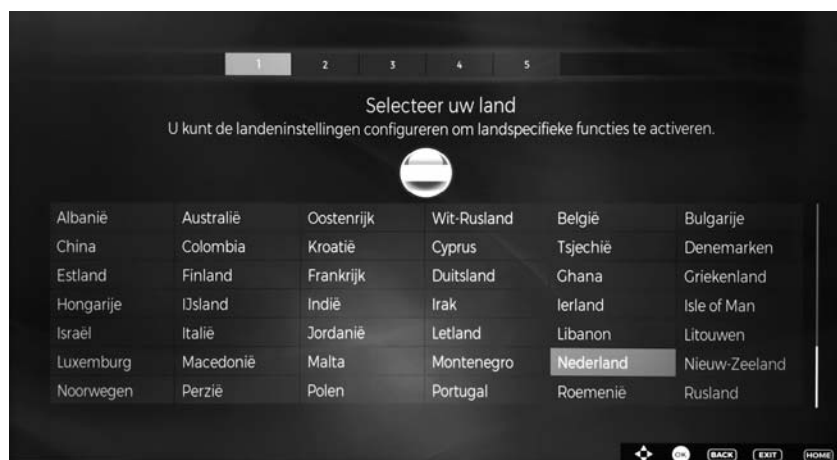 1 2 3 4 5
Selecteer uw land
U kunt de landeninstellingen configureren om landspecifieke functies te activeren.
Albanië Australië Oostenrijk Wit-Rusland België Bulgarije
China Colombia Kroatië Cyprus Tsjechië Denemarken
Estland Finland Frankrijk Duitsland Ghana Griekenland
Hongarije IJsland Indië Irak Ierland Isle of Man
Israël Italië Jordanië Letland Libanon Litouwen
Luxemburg Macedonië Malta Montenegro Nederland Nieuw-Zeeland
Noorwegen Perzië Polen Portugal Roemenië Rusland
OK BACK EXIT HOME